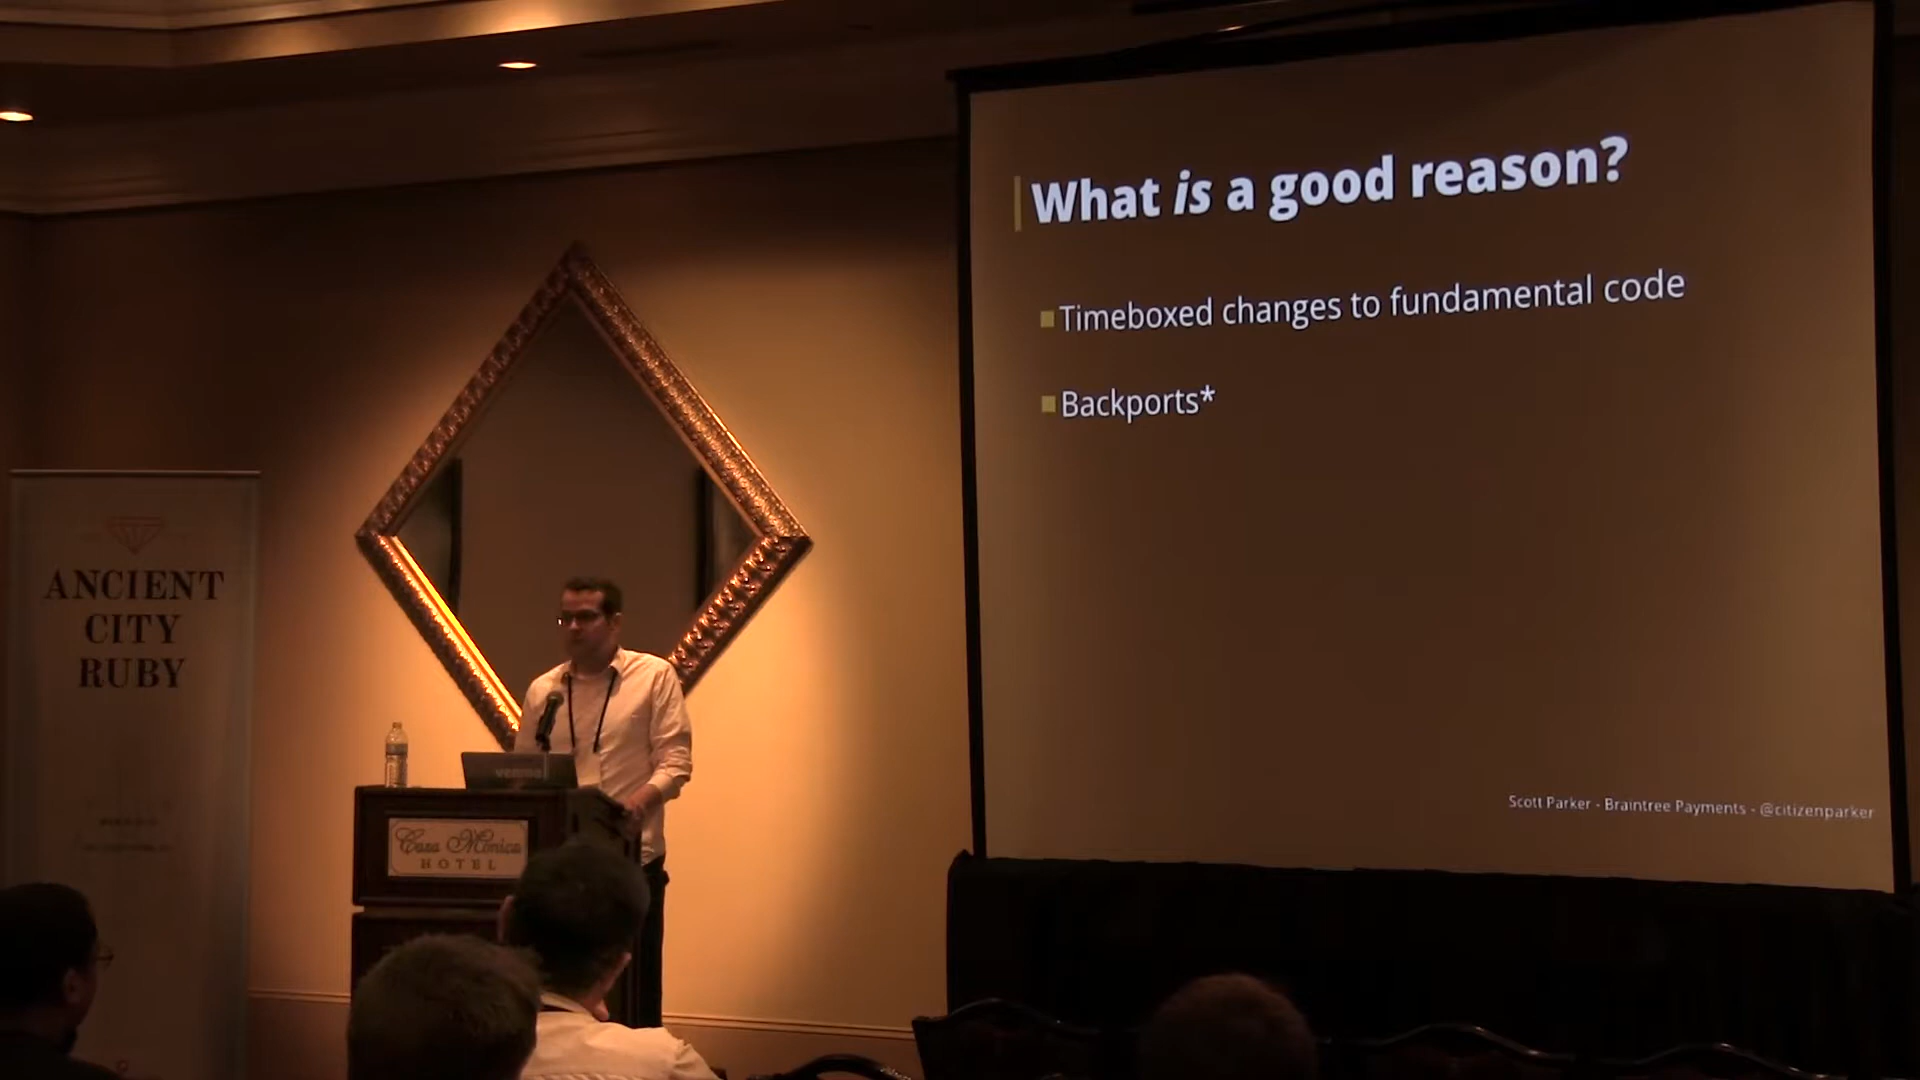 What is a good reason?
Timeboxed changes to fundamental code
Backports*
Scott Parker - Braintree Payments - @citizenparker
ANCIENT
CITY
RUBY
venmo
Casa Monica
HOTEL